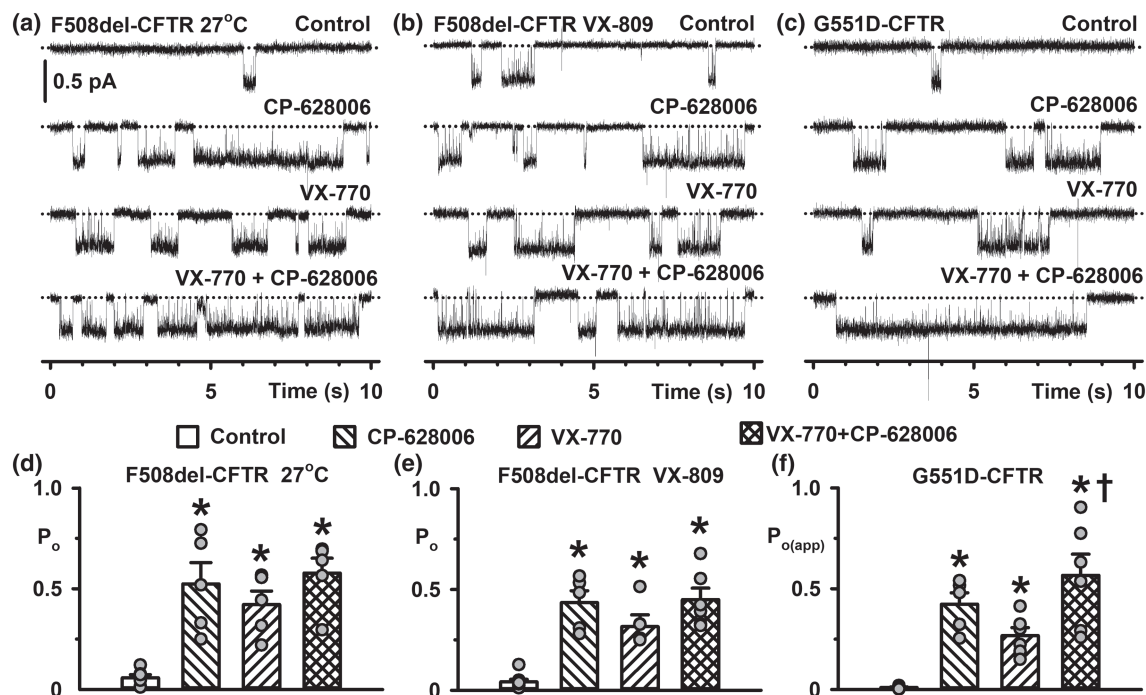 (a) F508del-CFTR 27°C Control
0.5 pA
CP-628006
VX-770
VX-770 + CP-628006
0 5 Time (s) 10
(b) F508del-CFTR VX-809 Control
CP-628006
VX-770
VX-770 + CP-628006
0 5 Time (s) 10
(c) G551D-CFTR Control
CP-628006
VX-770
VX-770 + CP-628006
0 5 Time (s) 10
Control CP-628006 VX-770 VX-770+CP-628006
(d) F508del-CFTR 27°C
1.0
Po
0.5
0
* * *
(e) F508del-CFTR VX-809
1.0
Po
0.5
0
* * *
(f) G551D-CFTR
1.0
Po(app)
0.5
0
* * *†